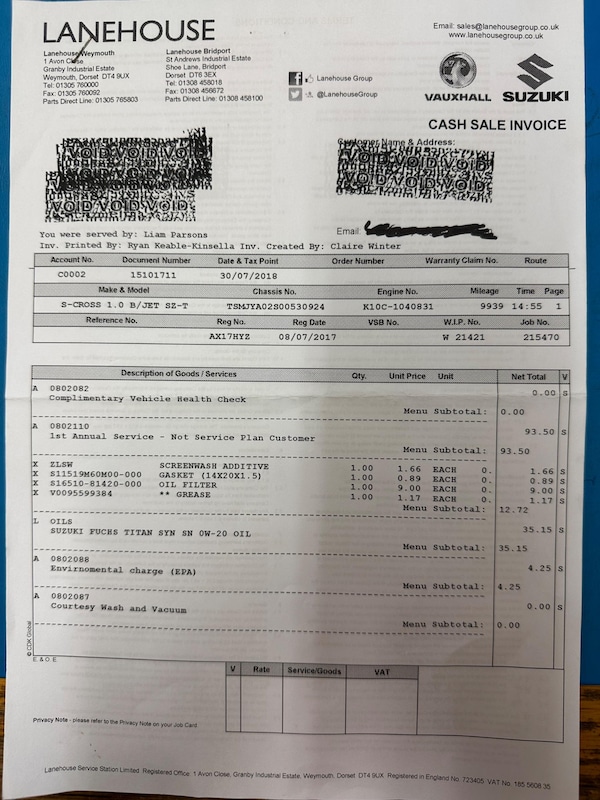 LANEHOUSE
Email: sales@lanehousegroup.co.uk
www.lanehousegroup.co.uk
Lanehouse Weymouth
1 Avon Close
Granby Industrial Estate
Weymouth, Dorset DT4 9UX
Tel: 01305 760000
Fax: 01305 760092
Parts Direct Line: 01305 765803
Lanehouse Bridport
St Andrews Industrial Estate
Shoe Lane, Bridport
Dorset DT6 3EX
Tel: 01308 458018
Fax: 01308 456672
Parts Direct Line: 01308 458100
Lanehouse Group
@LanehouseGroup
VAUXHALL
SUZUKI
CASH SALE INVOICE
Customer Name & Address:
VOID VOID VOID
VOID VOID VOID
Email:
You were served by: Liam Parsons
Inv. Printed By: Ryan Keable-Kinsella Inv. Created By: Claire Winter
Account No. Document Number Date & Tax Point Order Number Warranty Claim No. Route
C0002 15101711 30/07/2018
Make & Model Chassis No. Engine No. Mileage Time Page
S-CROSS 1.0 B/JET SZ-T TSMJYA02S00530924 K10C-1040831 9939 14:55 1
Reference No. Reg No. Reg Date VSB No. W.I.P. No. Job No.
AX17HYZ 08/07/2017 W 21421 215470
Description of Goods / Services Qty. Unit Price Unit Net Total V
A 0802082 0.00 S
Complimentary Vehicle Health Check
Menu Subtotal: 0.00
A 0802110 93.50 S
1st Annual Service - Not Service Plan Customer
Menu Subtotal: 93.50
X ZLSW SCREENWASH ADDITIVE 1.00 1.66 EACH 0. 1.66 S
X S11519M60M00-000 GASKET (14X20X1.5) 1.00 0.89 EACH 0. 0.89 S
X S16510-81420-000 OIL FILTER 1.00 9.00 EACH 0. 9.00 S
X V0095599384 ** GREASE 1.00 1.17 EACH 0. 1.17 S
Menu Subtotal: 12.72
L OILS 35.15 S
SUZUKI FUCHS TITAN SYN SN 0W-20 OIL
Menu Subtotal: 35.15
A 0802088 4.25 S
Envirnomental charge (EPA)
Menu Subtotal: 4.25
A 0802087 0.00 S
Courtesy Wash and Vacuum
Menu Subtotal: 0.00
© CDK Global
E. & O. E.
V Rate Service/Goods VAT
Privacy Note - please refer to the Privacy Note on your Job Card.
Lanehouse Service Station Limited Registered Office 1 Avon Close, Granby Industrial Estate, Weymouth, Dorset DT4 9UX Registered in England No. 723405 VAT No. 185 5608 35